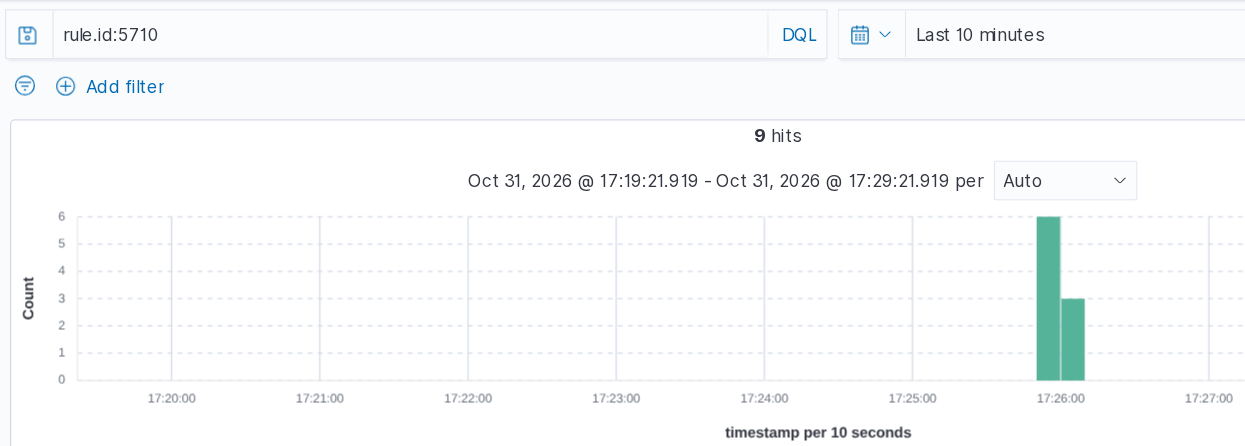 rule.id:5710 DQL Last 10 minutes
Add filter
9 hits
Oct 31, 2026 @ 17:19:21.919 - Oct 31, 2026 @ 17:29:21.919 per Auto
6
5
4
3
2
1
0
Count
17:20:00 17:21:00 17:22:00 17:23:00 17:24:00 17:25:00 17:26:00 17:27:00
timestamp per 10 seconds